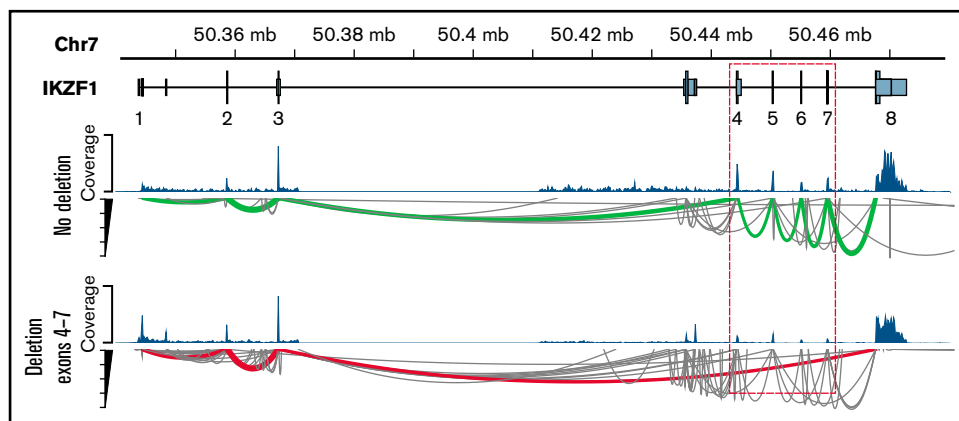 Chr7
50.36 mb 50.38 mb 50.4 mb 50.42 mb 50.44 mb 50.46 mb
IKZF1
1 2 3 4 5 6 7 8
No deletion
Coverage
Deletion
exons 4–7
Coverage